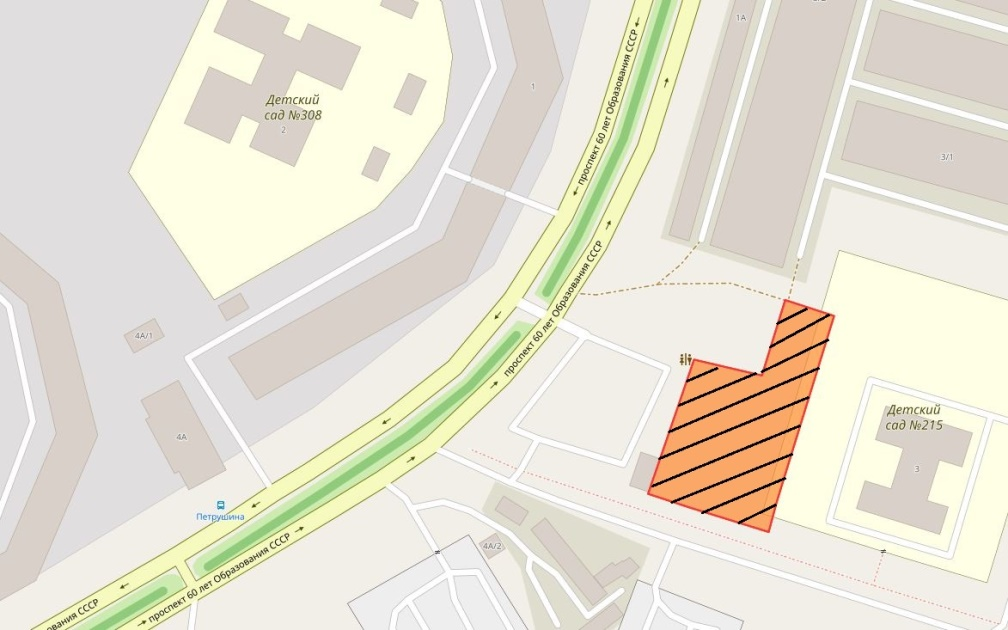 1А
Детский
сад №308
2
1
проспект 60 лет Образования СССР
3/1
проспект 60 лет Образования СССР
4А/1
4А
Петрушина
Детский
сад №215
3
4А/2
проспект 60 лет Образования СССР
ования СССР